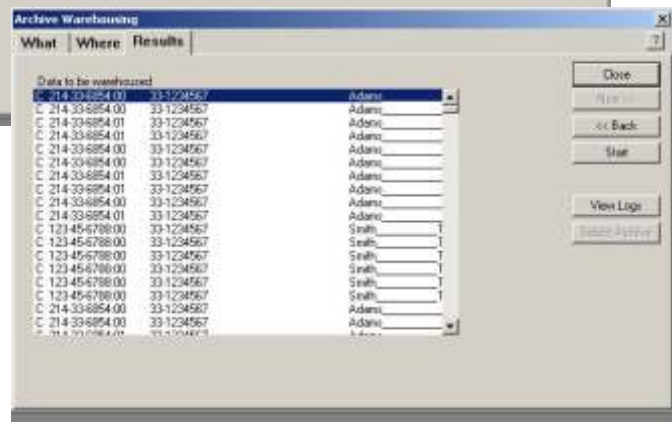 Archive Warehousing
What Where Results
?
Data to be warehoused
C 214-33-6854:00 33-1234567 Adams
C 214-33-6854:00 33-1234567 Adams
C 214-33-6854:01 33-1234567 Adams
C 214-33-6854:01 33-1234567 Adams
C 214-33-6854:00 33-1234567 Adams
C 214-33-6854:00 33-1234567 Adams
C 214-33-6854:01 33-1234567 Adams
C 214-33-6854:01 33-1234567 Adams
C 214-33-6854:00 33-1234567 Adams
C 214-33-6854:01 33-1234567 Adams
C 123-45-6788:00 33-1234567 Smith T
C 123-45-6788:00 33-1234567 Smith T
C 123-45-6788:00 33-1234567 Smith T
C 123-45-6788:00 33-1234567 Smith T
C 123-45-6788:00 33-1234567 Smith T
C 123-45-6788:00 33-1234567 Smith T
C 214-33-6854:00 33-1234567 Adams
C 214-33-6854:00 33-1234567 Adams
Close
Next >>
<< Back
Start
View Logs
Delete Archive